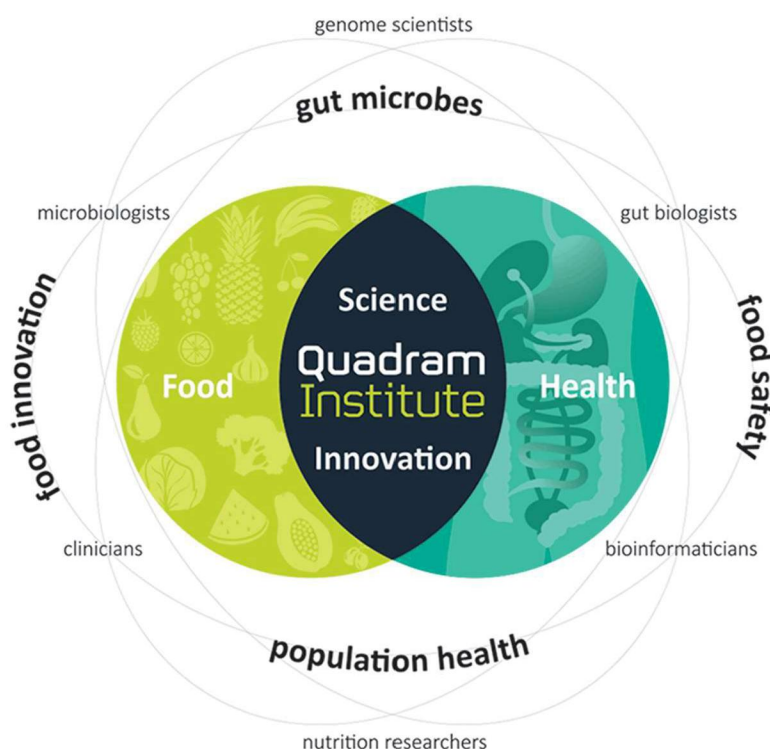 genome scientists
gut microbes
microbiologists
gut biologists
food innovation
food safety
Science
Food
Quadram
Institute
Health
Innovation
clinicians
bioinformaticians
population health
nutrition researchers